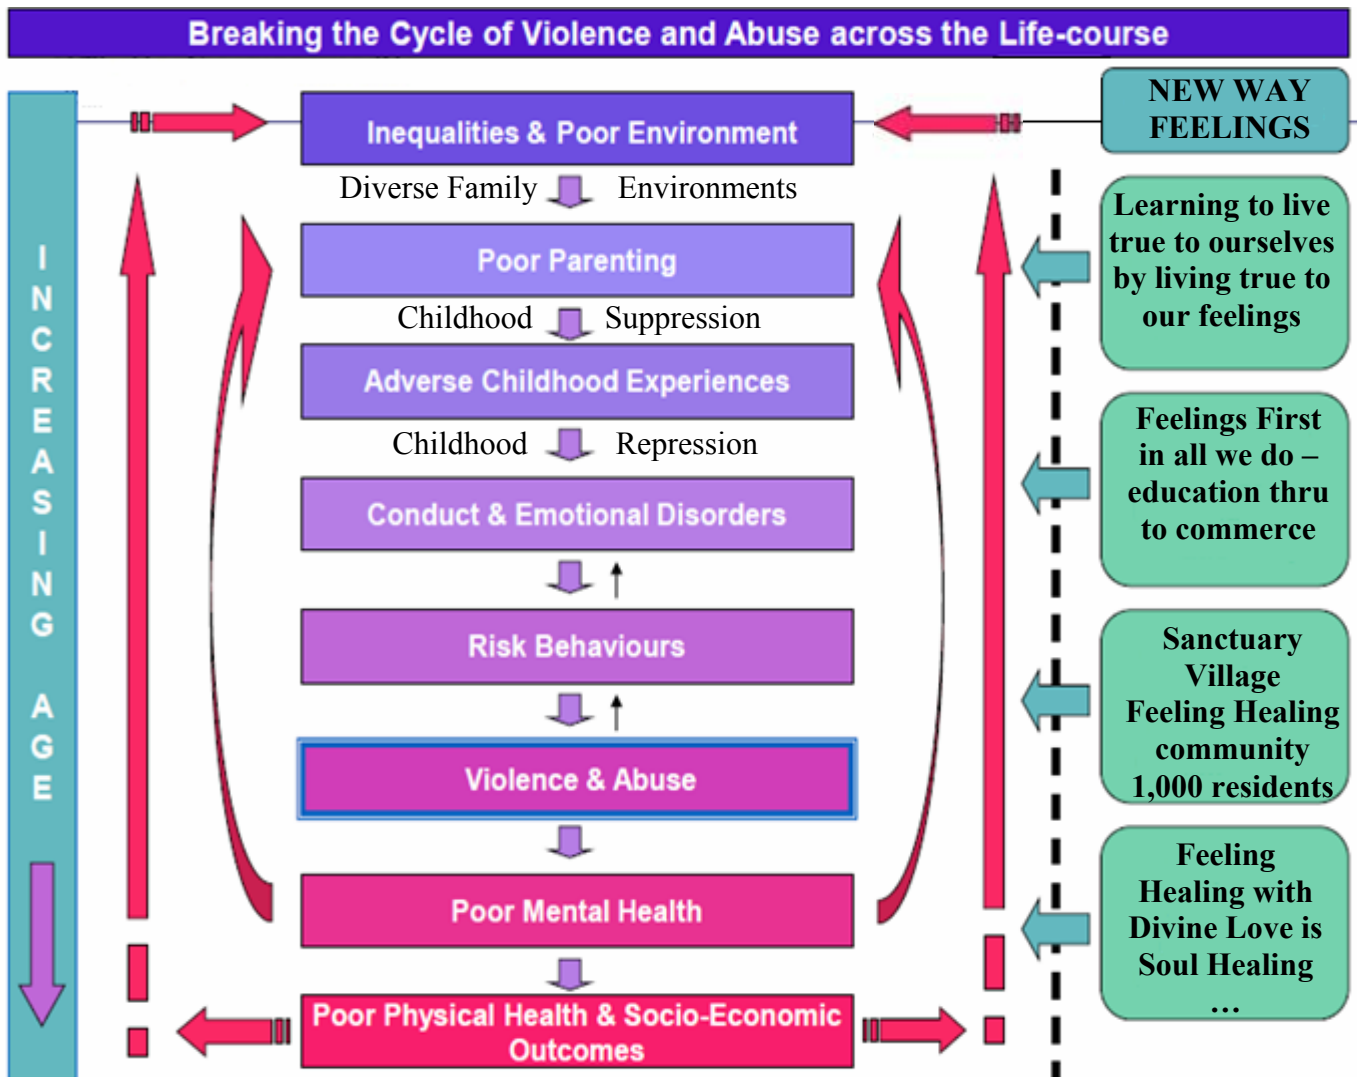 Breaking the Cycle of Violence and Abuse across the Life-course
INCREASING AGE
Inequalities & Poor Environment
Diverse Family Environments
Poor Parenting
Childhood Suppression
Adverse Childhood Experiences
Childhood Repression
Conduct & Emotional Disorders
Risk Behaviours
Violence & Abuse
Poor Mental Health
Poor Physical Health & Socio-Economic
Outcomes
NEW WAY
FEELINGS
Learning to live
true to ourselves
by living true to
our feelings
Feelings First
in all we do –
education thru
to commerce
Sanctuary
Village
Feeling Healing
community
1,000 residents
Feeling
Healing with
Divine Love is
Soul Healing
…